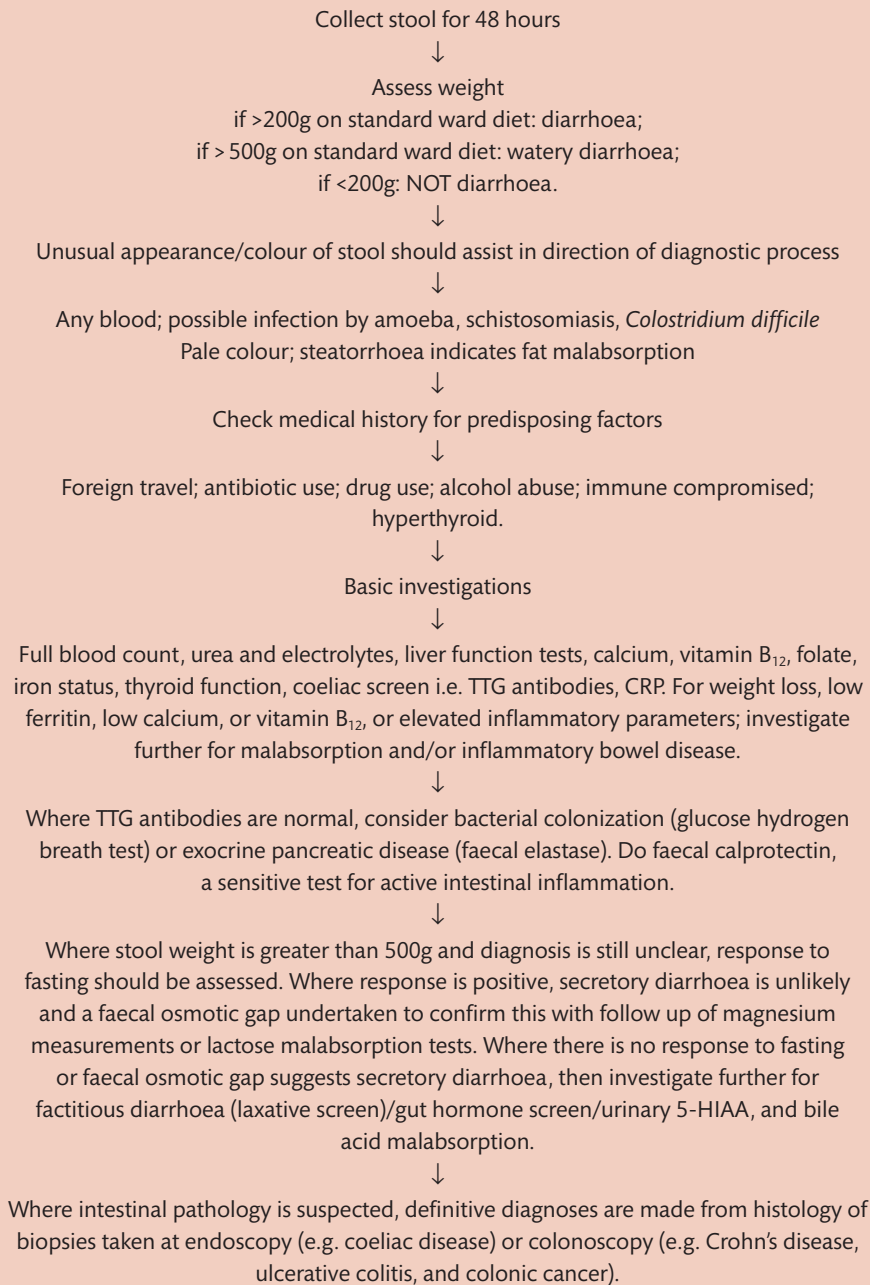 Collect stool for 48 hours
↓
Assess weight
if >200g on standard ward diet: diarrhoea;
if > 500g on standard ward diet: watery diarrhoea;
if <200g: NOT diarrhoea.
↓
Unusual appearance/colour of stool should assist in direction of diagnostic process
↓
Any blood; possible infection by amoeba, schistosomiasis, Colostridium difficile
Pale colour; steatorrhoea indicates fat malabsorption
↓
Check medical history for predisposing factors
↓
Foreign travel; antibiotic use; drug use; alcohol abuse; immune compromised;
hyperthyroid.
↓
Basic investigations
↓
Full blood count, urea and electrolytes, liver function tests, calcium, vitamin B₁₂, folate,
iron status, thyroid function, coeliac screen i.e. TTG antibodies, CRP. For weight loss, low
ferritin, low calcium, or vitamin B₁₂, or elevated inflammatory parameters; investigate
further for malabsorption and/or inflammatory bowel disease.
↓
Where TTG antibodies are normal, consider bacterial colonization (glucose hydrogen
breath test) or exocrine pancreatic disease (faecal elastase). Do faecal calprotectin,
a sensitive test for active intestinal inflammation.
↓
Where stool weight is greater than 500g and diagnosis is still unclear, response to
fasting should be assessed. Where response is positive, secretory diarrhoea is unlikely
and a faecal osmotic gap undertaken to confirm this with follow up of magnesium
measurements or lactose malabsorption tests. Where there is no response to fasting
or faecal osmotic gap suggests secretory diarrhoea, then investigate further for
factitious diarrhoea (laxative screen)/gut hormone screen/urinary 5-HIAA, and bile
acid malabsorption.
↓
Where intestinal pathology is suspected, definitive diagnoses are made from histology of
biopsies taken at endoscopy (e.g. coeliac disease) or colonoscopy (e.g. Crohn's disease,
ulcerative colitis, and colonic cancer).